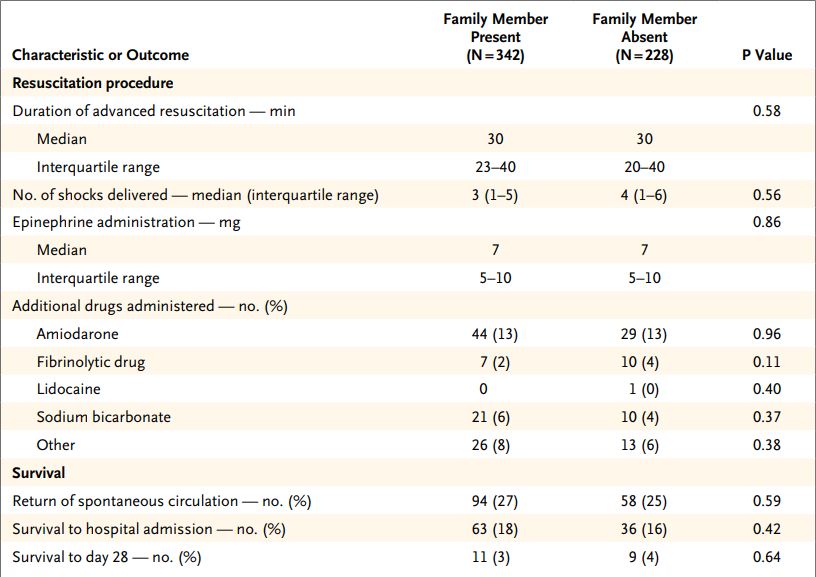 Characteristic or Outcome Family Member Present (N=342) Family Member Absent (N=228) P Value
Resuscitation procedure
Duration of advanced resuscitation — min 0.58
Median 30 30
Interquartile range 23–40 20–40
No. of shocks delivered — median (interquartile range) 3 (1–5) 4 (1–6) 0.56
Epinephrine administration — mg 0.86
Median 7 7
Interquartile range 5–10 5–10
Additional drugs administered — no. (%)
Amiodarone 44 (13) 29 (13) 0.96
Fibrinolytic drug 7 (2) 10 (4) 0.11
Lidocaine 0 1 (0) 0.40
Sodium bicarbonate 21 (6) 10 (4) 0.37
Other 26 (8) 13 (6) 0.38
Survival
Return of spontaneous circulation — no. (%) 94 (27) 58 (25) 0.59
Survival to hospital admission — no. (%) 63 (18) 36 (16) 0.42
Survival to day 28 — no. (%) 11 (3) 9 (4) 0.64